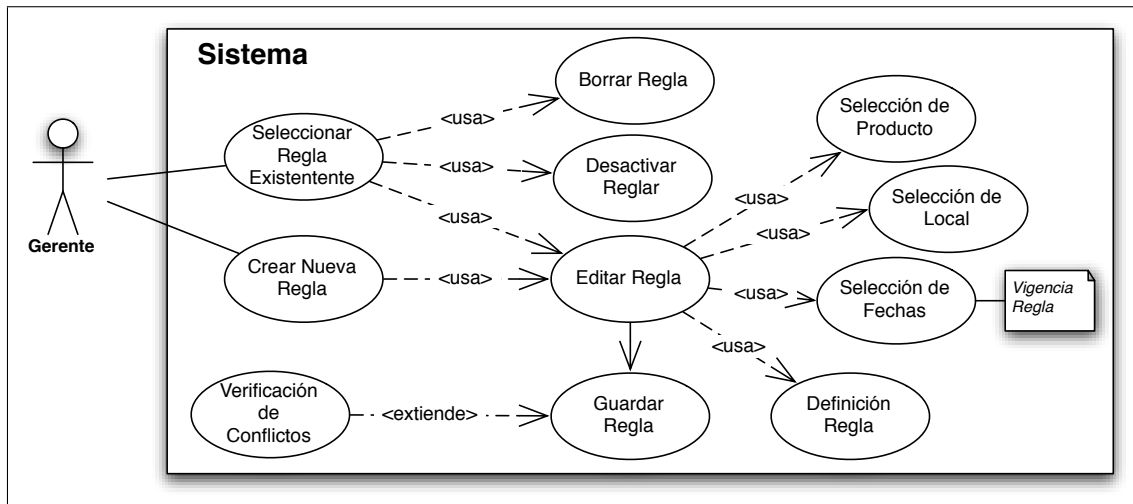 Sistema
Borrar Regla
<usa>
Seleccionar
Regla
Existentente
<usa>
Desactivar
Reglar
<usa>
Selección de
Producto
<usa>
Selección de
Local
<usa>
Gerente
Crear Nueva
Regla
<usa>
Editar Regla
<usa>
Selección de
Fechas
Vigencia
Regla
<usa>
Verificación
de
Conflictos
<extiende>
Guardar
Regla
Definición
Regla